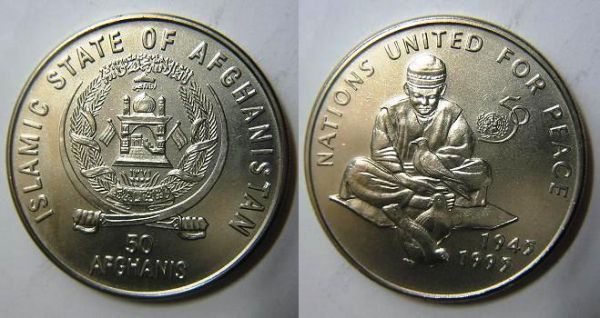 ISLAMIC STATE OF AFGHANISTAN
50
AFGHANIS
NATIONS UNITED FOR PEACE
50
1945
1995